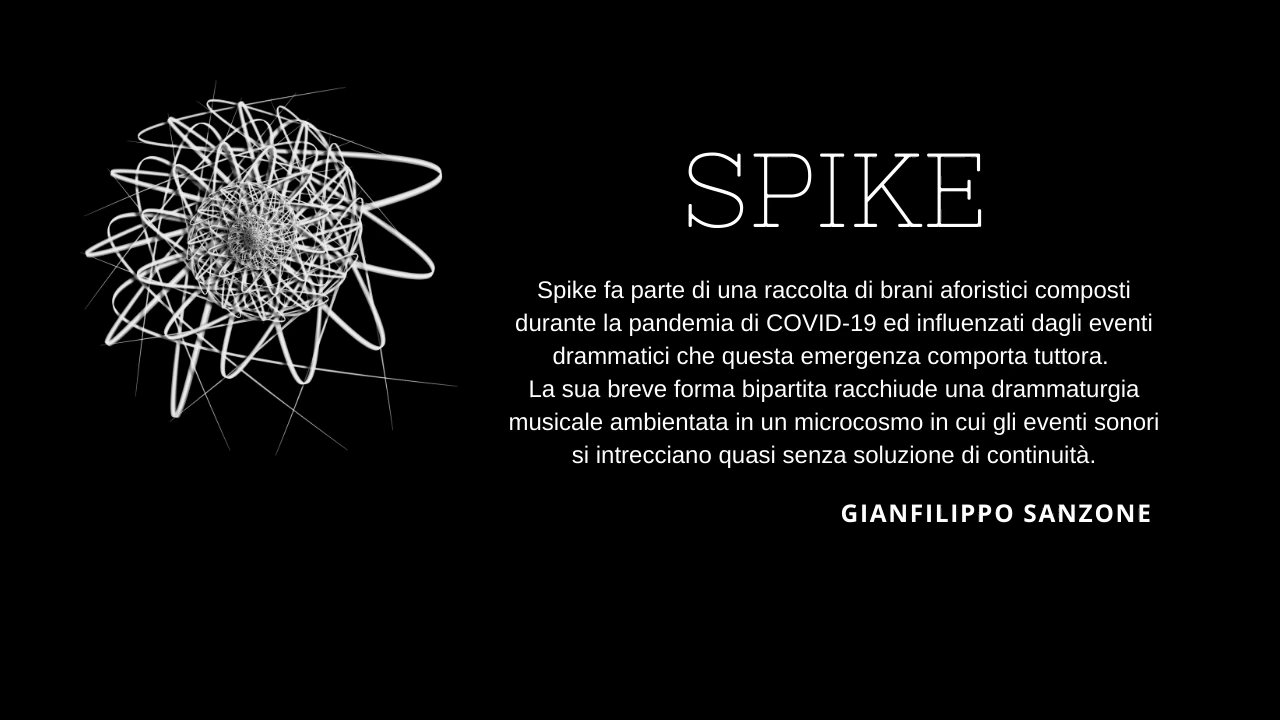 SPIKE
Spike fa parte di una raccolta di brani aforistici composti
durante la pandemia di COVID-19 ed influenzati dagli eventi
drammatici che questa emergenza comporta tuttora.
La sua breve forma bipartita racchiude una drammaturgia
musicale ambientata in un microcosmo in cui gli eventi sonori
si intrecciano quasi senza soluzione di continuità.
GIANFILIPPO SANZONE